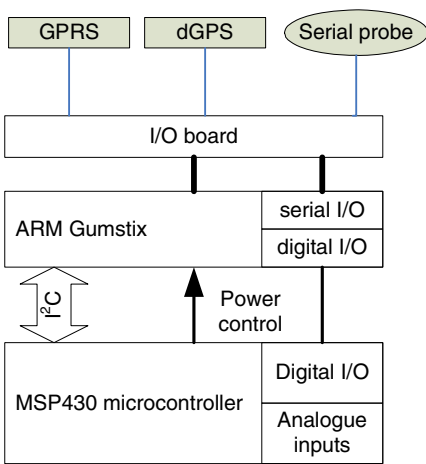 GPRS
dGPS
Serial probe
I/O board
ARM Gumstix
serial I/O
digital I/O
I²C
Power
control
MSP430 microcontroller
Digital I/O
Analogue
inputs